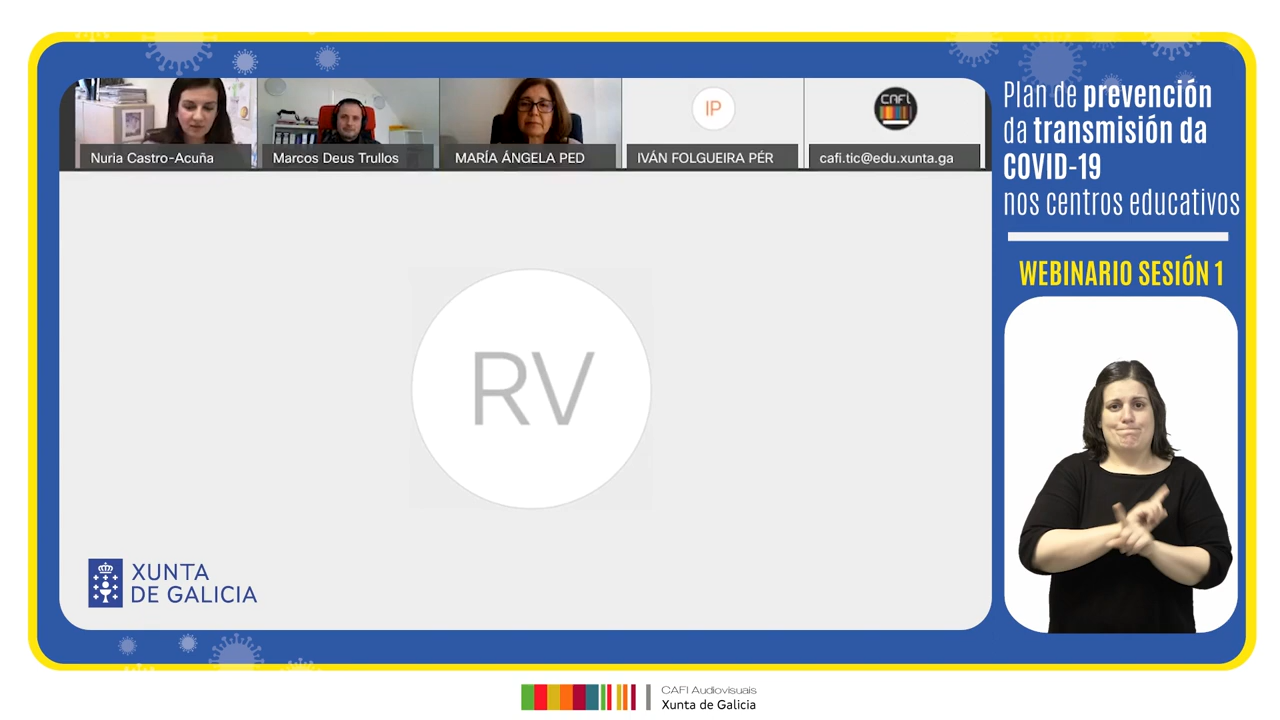 Nuria Castro-Acuña
Marcos Deus Trullos
MARÍA ÁNGELA PED
IVÁN FOLGUEIRA PÉR
cafi.tic@edu.xunta.ga
IP
CAFi
RV
XUNTA
DE GALICIA
Plan de prevención
da transmisión da
COVID-19
nos centros educativos
WEBINARIO SESIÓN 1
CAFI Audiovisuais
Xunta de Galicia